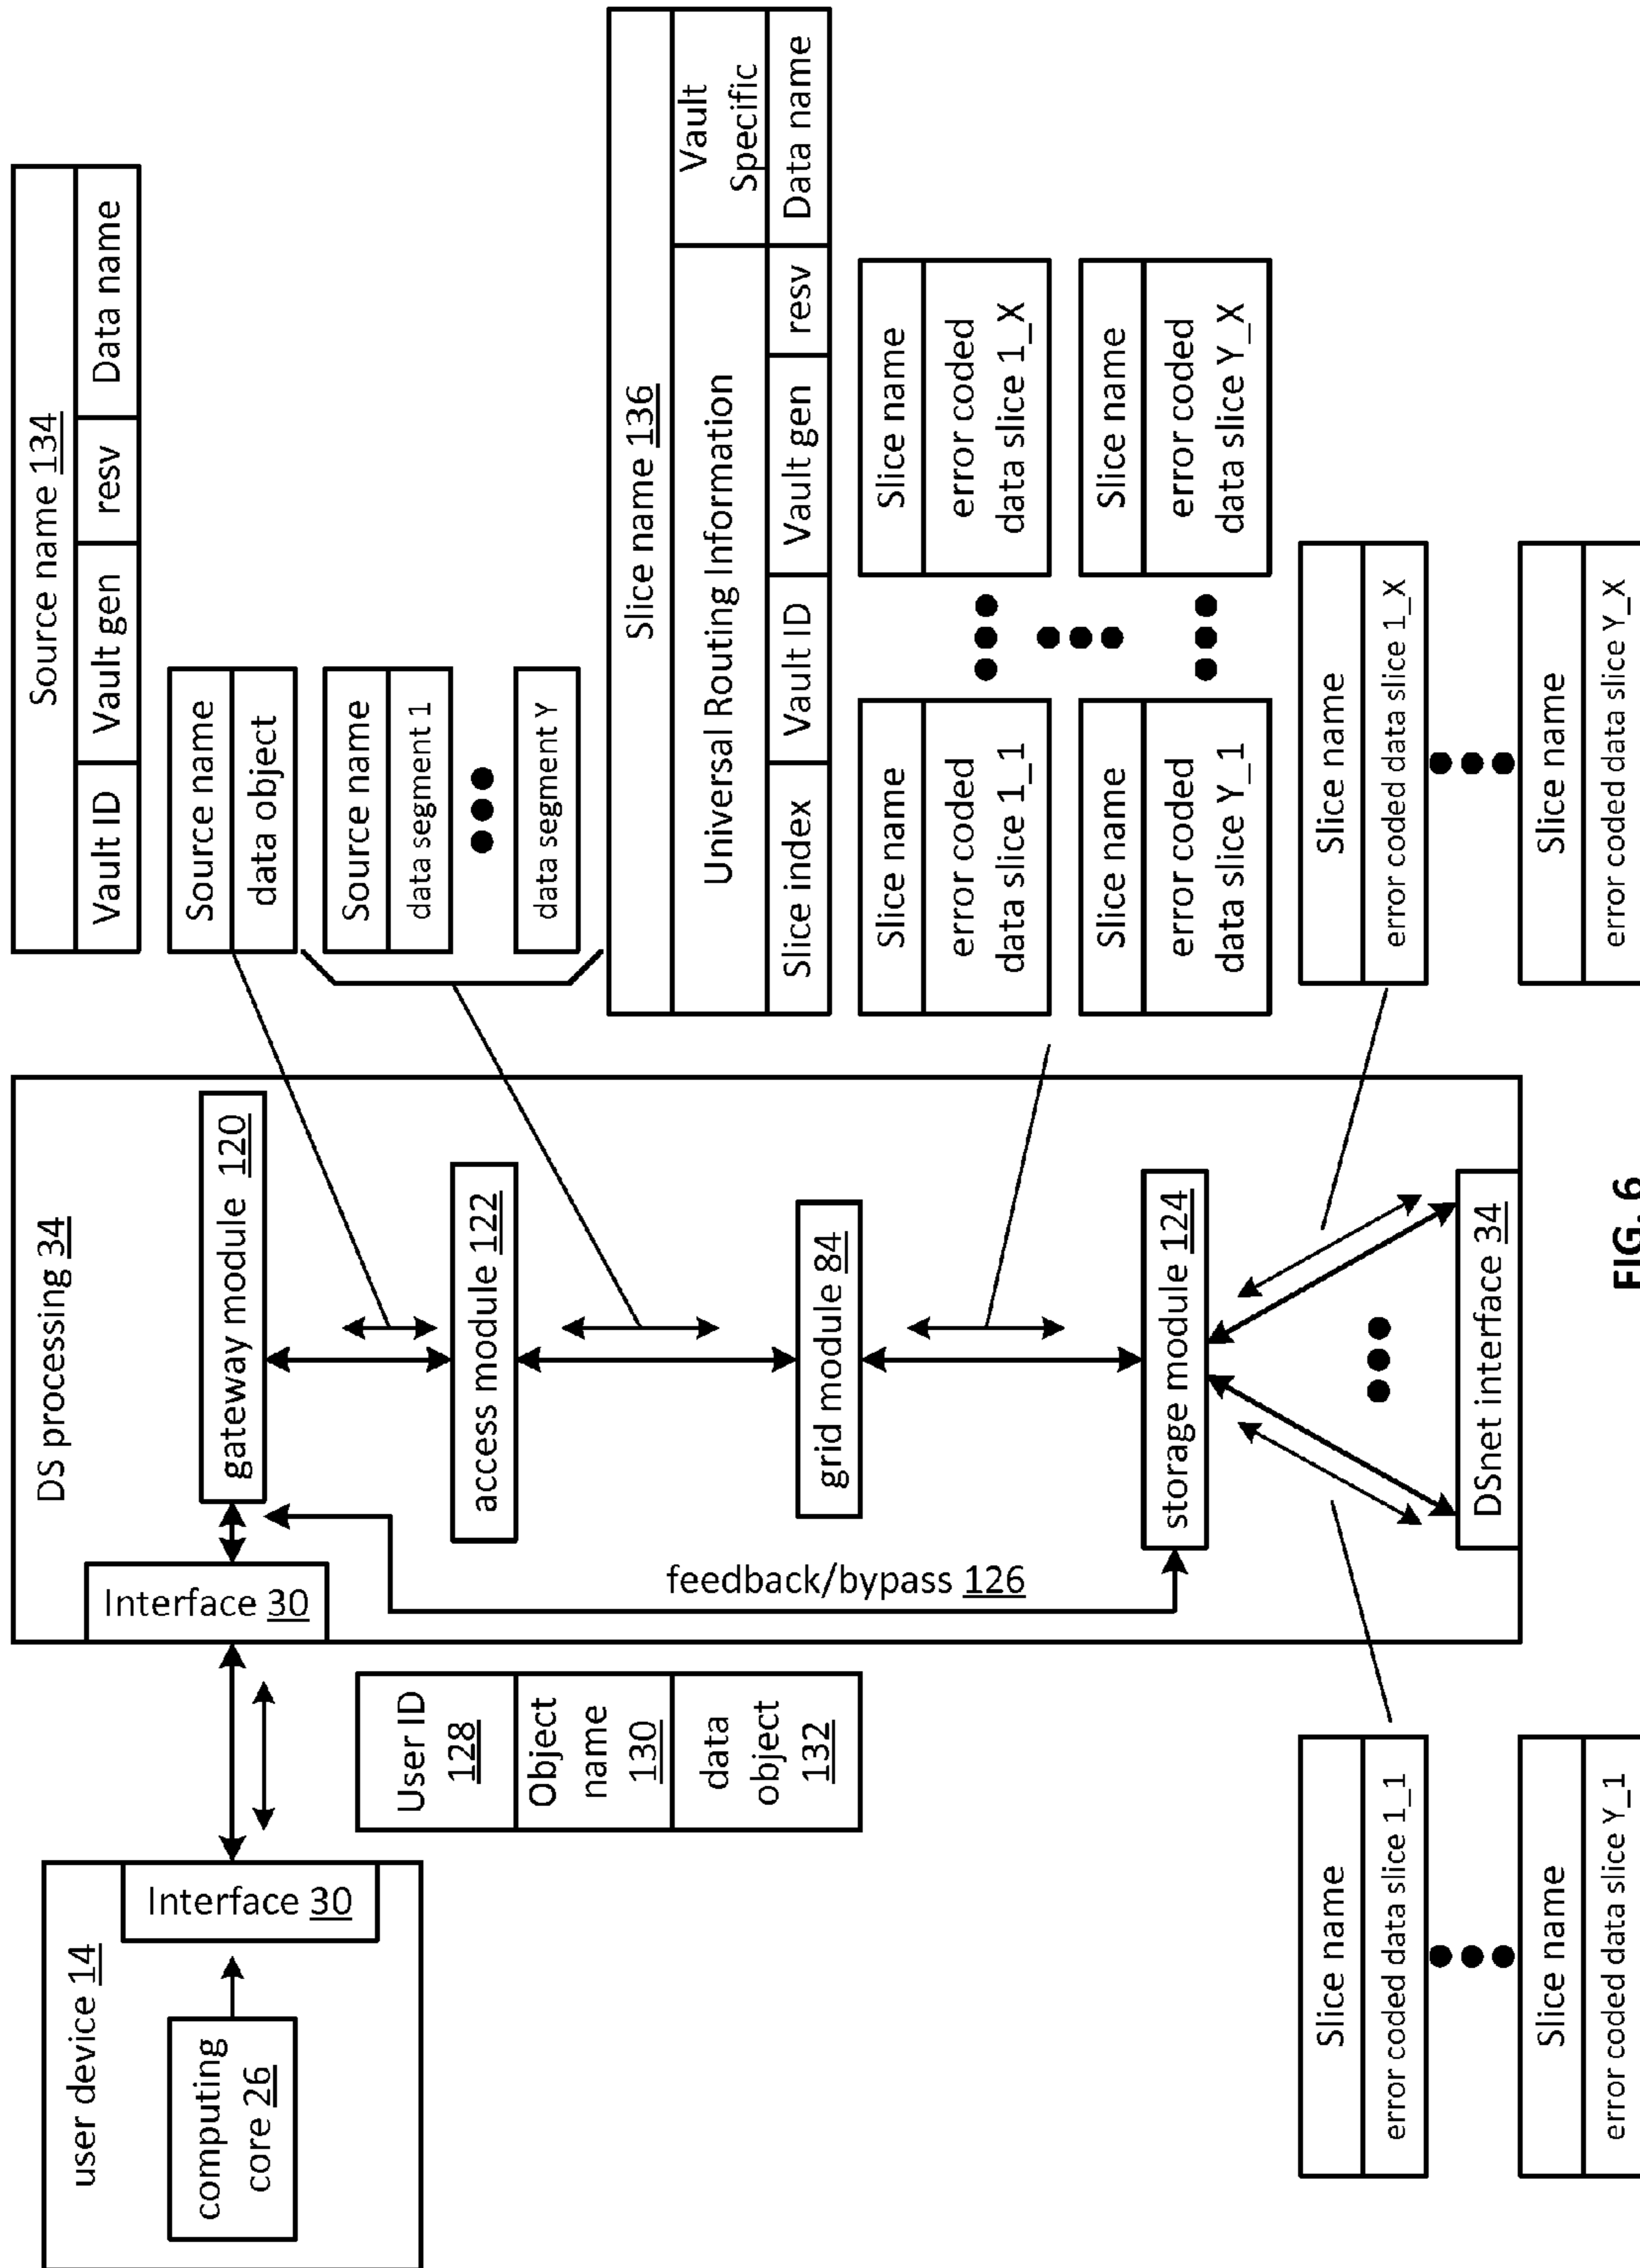 user device 14
computing
core 26
Interface 30
User ID
128
Object
name
130
data
object
132
DS processing 34
Interface 30
gateway module 120
access module 122
grid module 84
storage module 124
feedback/bypass 126
DSnet interface 34
Source name 134
Vault ID
Vault gen
resv
Data name
Source name
data object
Source name
data segment 1
data segment Y
Slice name 136
Universal Routing Information
Vault
Specific
Slice index
Vault ID
Vault gen
resv
Data name
Slice name
error coded
data slice 1_1
Slice name
error coded
data slice 1_X
Slice name
error coded
data slice Y_1
Slice name
error coded
data slice Y_X
Slice name
error coded data slice 1_1
Slice name
error coded data slice Y_1
Slice name
error coded data slice 1_X
Slice name
error coded data slice Y_X
FIG. 6